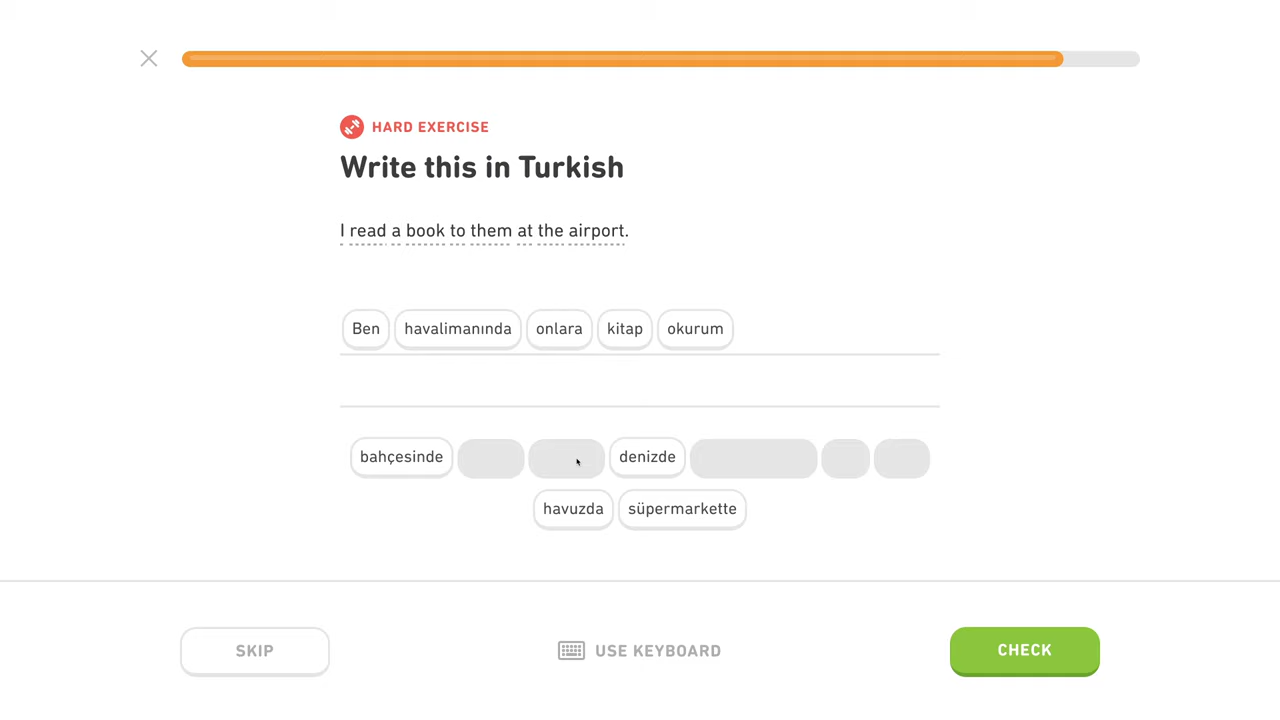 HARD EXERCISE
Write this in Turkish
I read a book to them at the airport.
Ben havalimanında onlara kitap okurum
bahçesinde denizde
havuzda süpermarkette
SKIP USE KEYBOARD CHECK